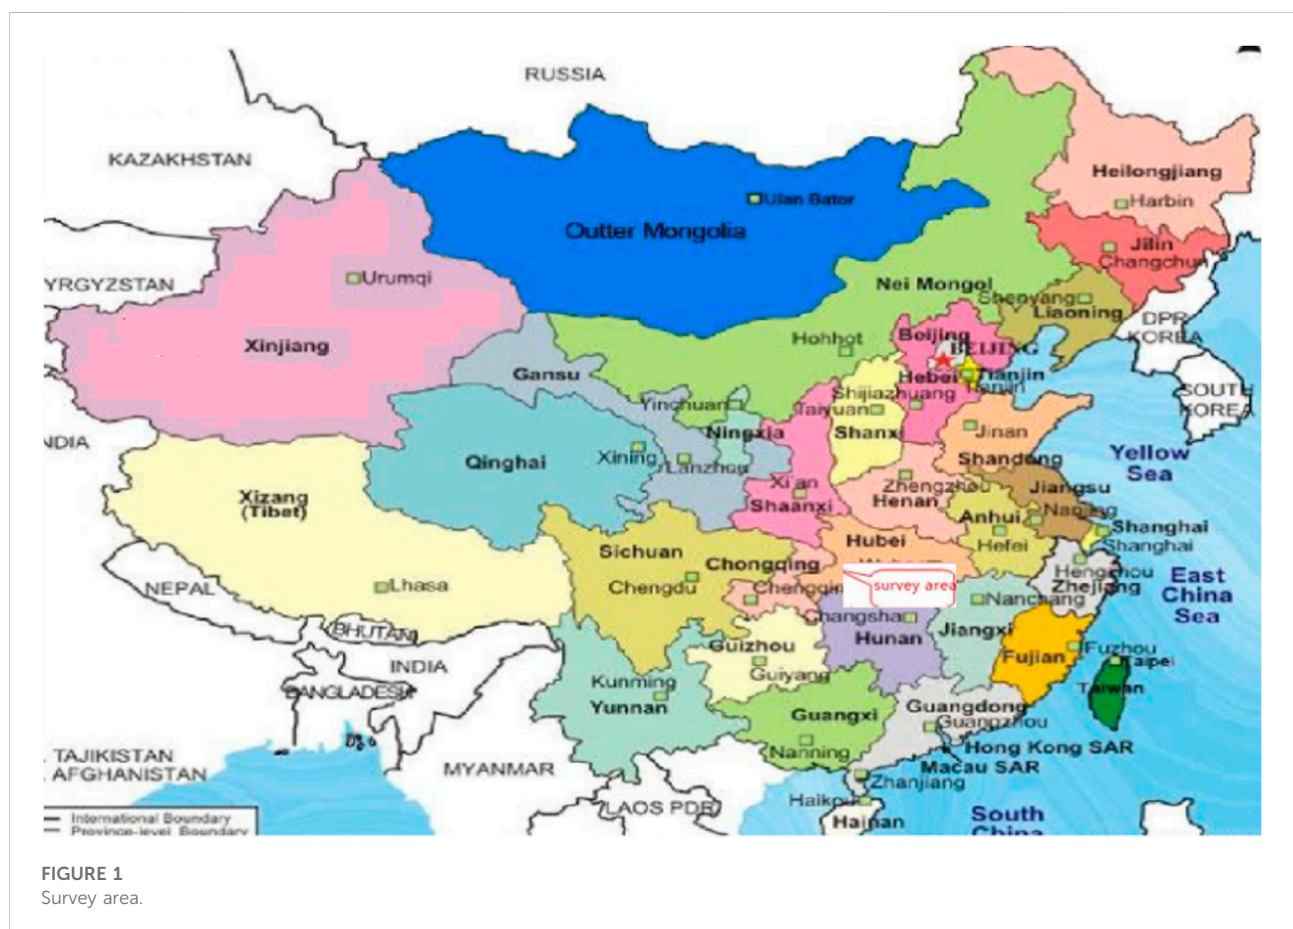 RUSSIA
KAZAKHSTAN
Heilongjiang
Harbin
Ulan Bator
Outter Mongolia
Jilin
Changchun
Urumqi
YRGYZSTAN
Nei Mongol
Shenyang
Liaoning
DPR
KOREA
Hohhot
Beijing
BEIJING
Xinjiang
Gansu
Hebei
Tianjin
Tianjin
Shijiazhuang
SOUTH
KOREA
Yinchuan
Taiyuan
NDIA
Ningxia
Shanxi
Jinan
Qinghai
Xining
Lanzhou
Shandong
Yellow
Sea
Xizang
(Tibet)
Xi'an
Shaanxi
Zhengzhou
Henan
Jiangsu
Nanjing
Anhui
Hefei
Shanghai
Shanghai
Sichuan
Chongqing
Hubei
Hengzhou
Zhejiang
East
China
Sea
NEPAL
Lhasa
Chengdu
Chengqin
survey area
Nanchang
Changsha
Hunan
Jiangxi
BHUTAN
INDIA
Guizhou
Guiyang
Fujian
Fuzhou
Taipei
Taiwan
BANGLADESH
Kunming
Yunnan
Guangxi
Guangdong
Guangzhou
Nanning
Hong Kong SAR
Macau SAR
TAJIKISTAN
AFGHANISTAN
MYANMAR
Zhanjiang
LAOS PDR
Haikou
Hainan
South
China
International Boundary
Province-level Boundary
FIGURE 1
Survey area.